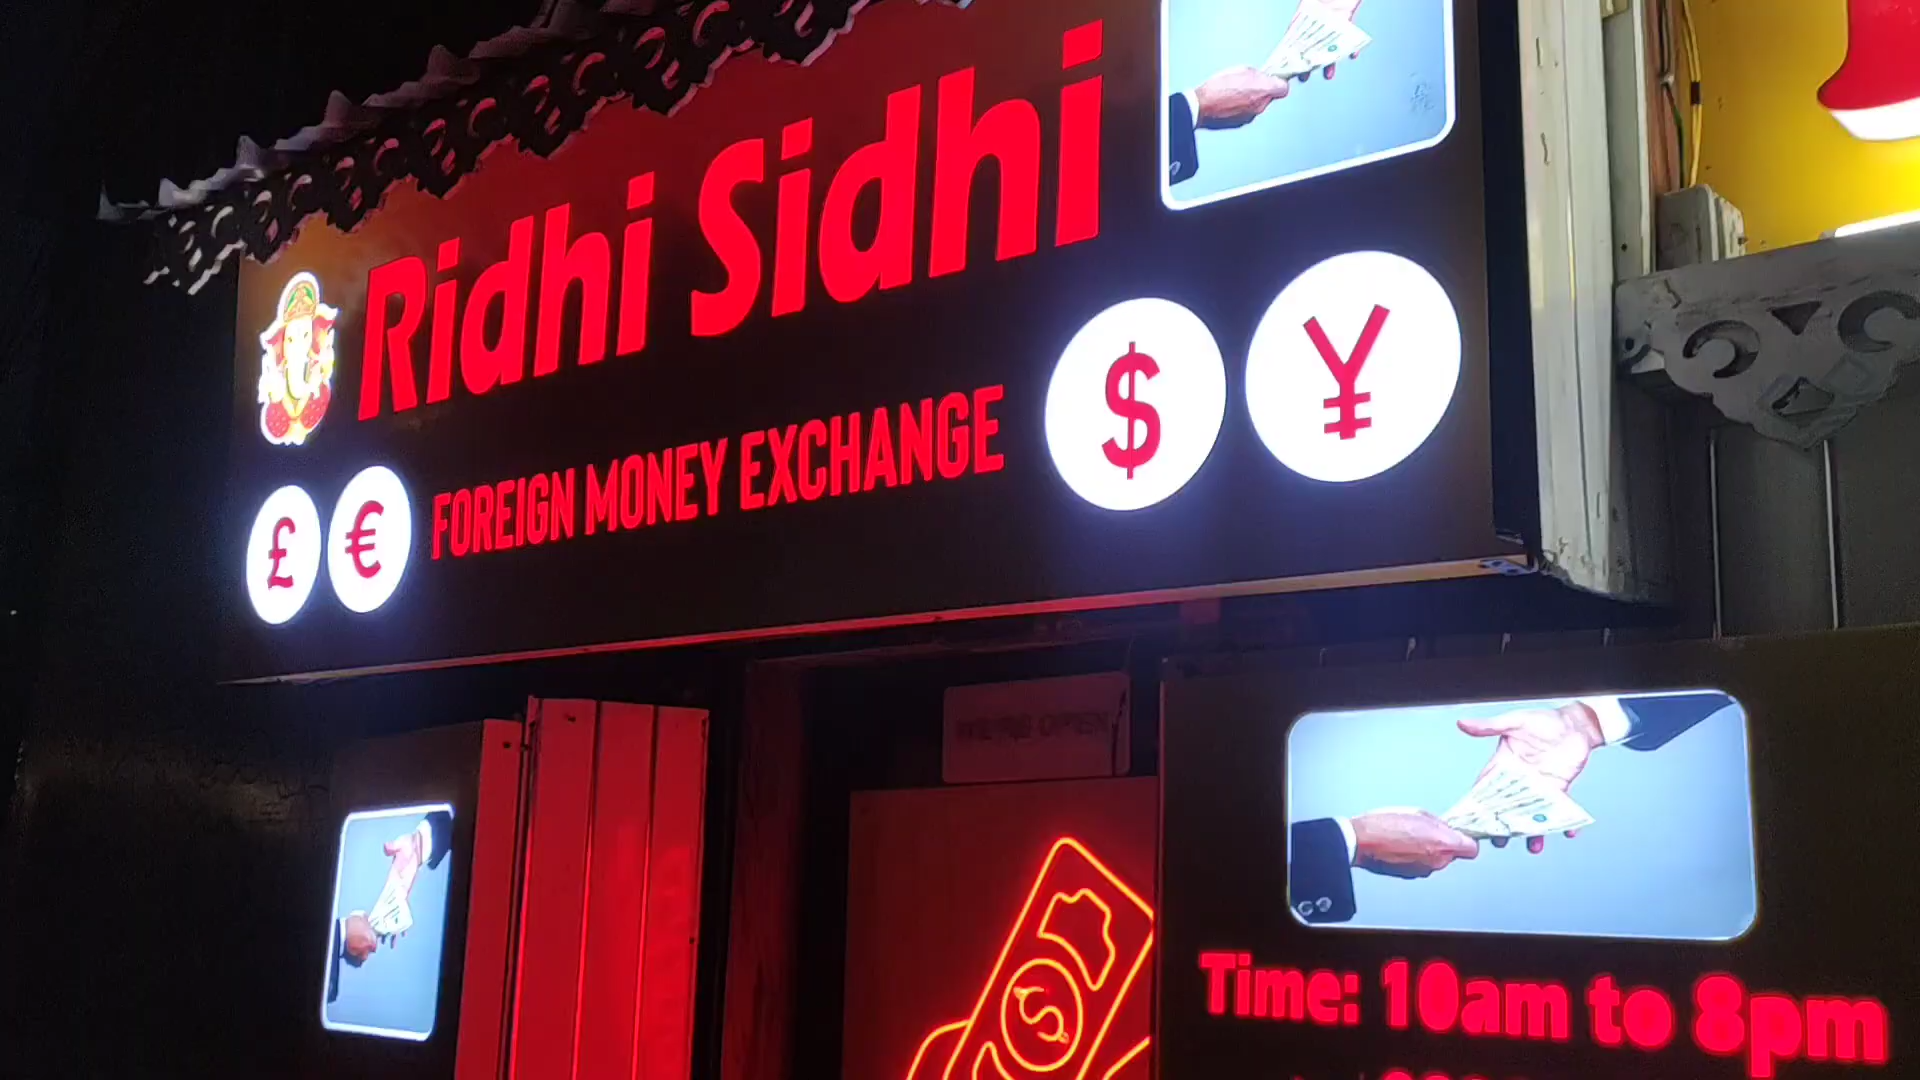 Ridhi Sidhi
£ € FOREIGN MONEY EXCHANGE $ ¥
WE'RE OPEN
Time: 10am to 8pm